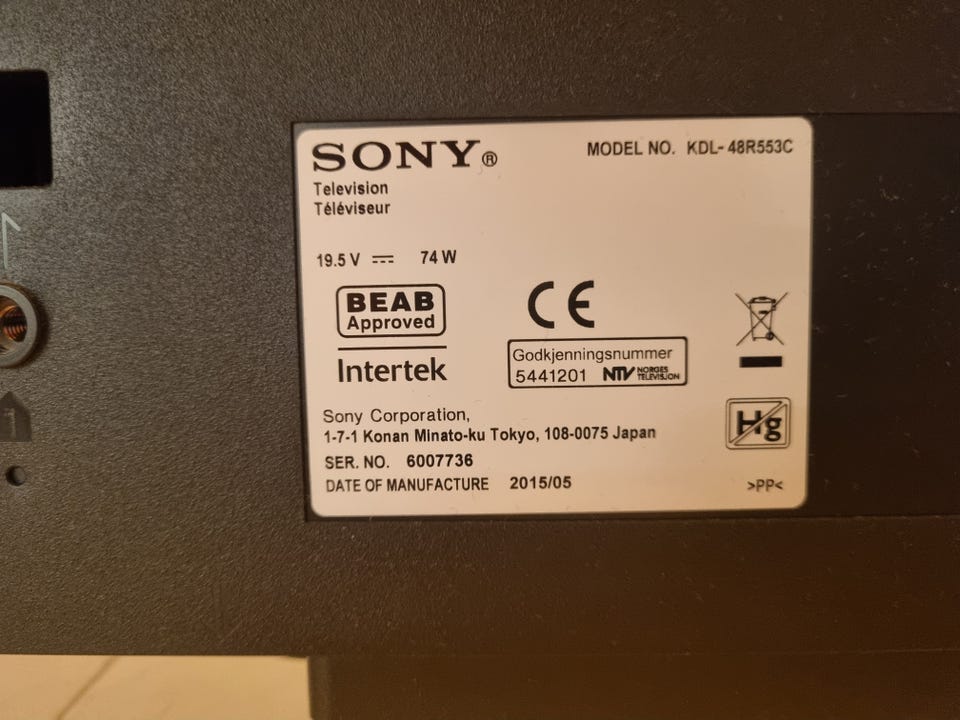 SONY®
MODEL NO. KDL-48R553C
Television
Téléviseur
19.5 V 74 W
BEAB
Approved
Intertek
CE
Godkjenningsnummer
5441201 NTV NORGES TELEVISJON
Hg
Sony Corporation,
1-7-1 Konan Minato-ku Tokyo, 108-0075 Japan
SER. NO. 6007736
DATE OF MANUFACTURE 2015/05
>PP<
1